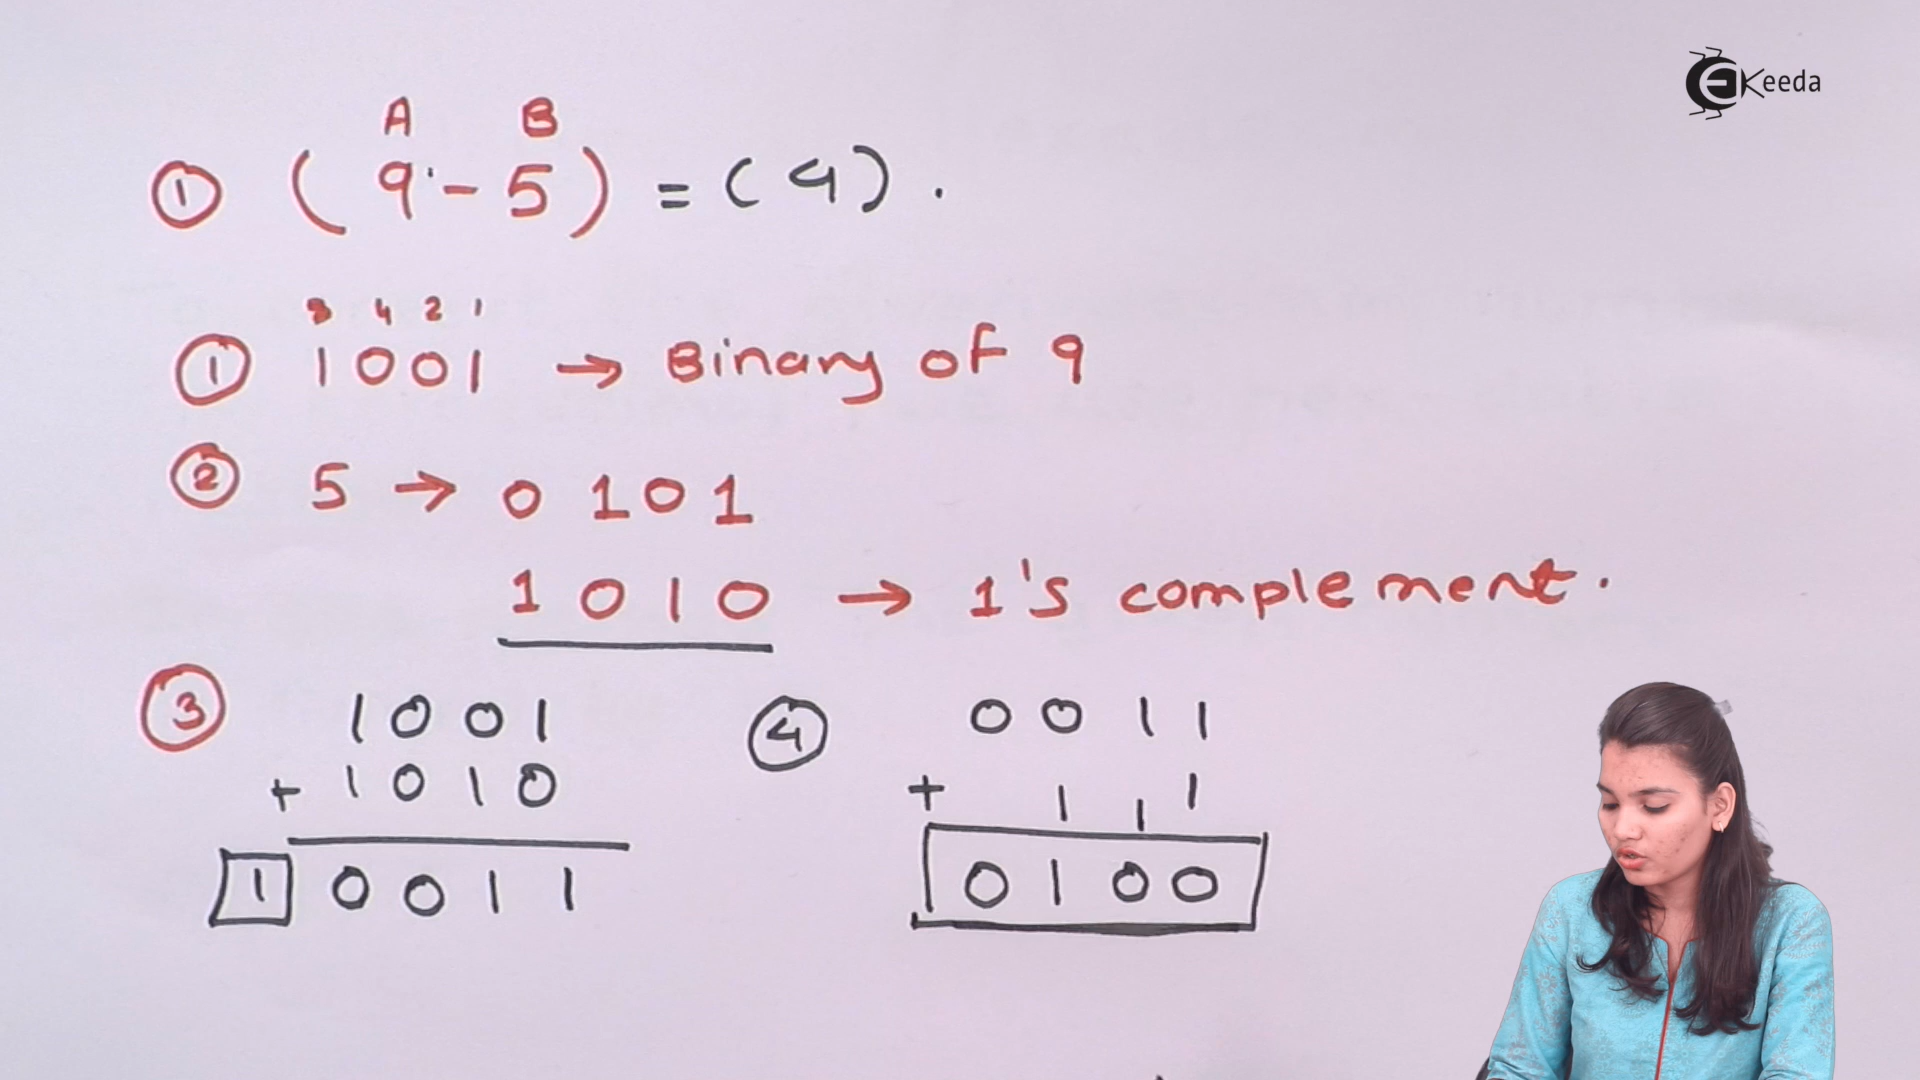 EKeeda
A B
① (9 - 5) = (4).
8 4 2 1
① 1001 → Binary of 9
② 5 → 0 1 0 1
1 0 1 0 → 1's complement.
③ 1 0 0 1
+ 1 0 1 0
1 0 0 1 1
④ 0 0 1 1
+ 1 1 1
0 1 0 0